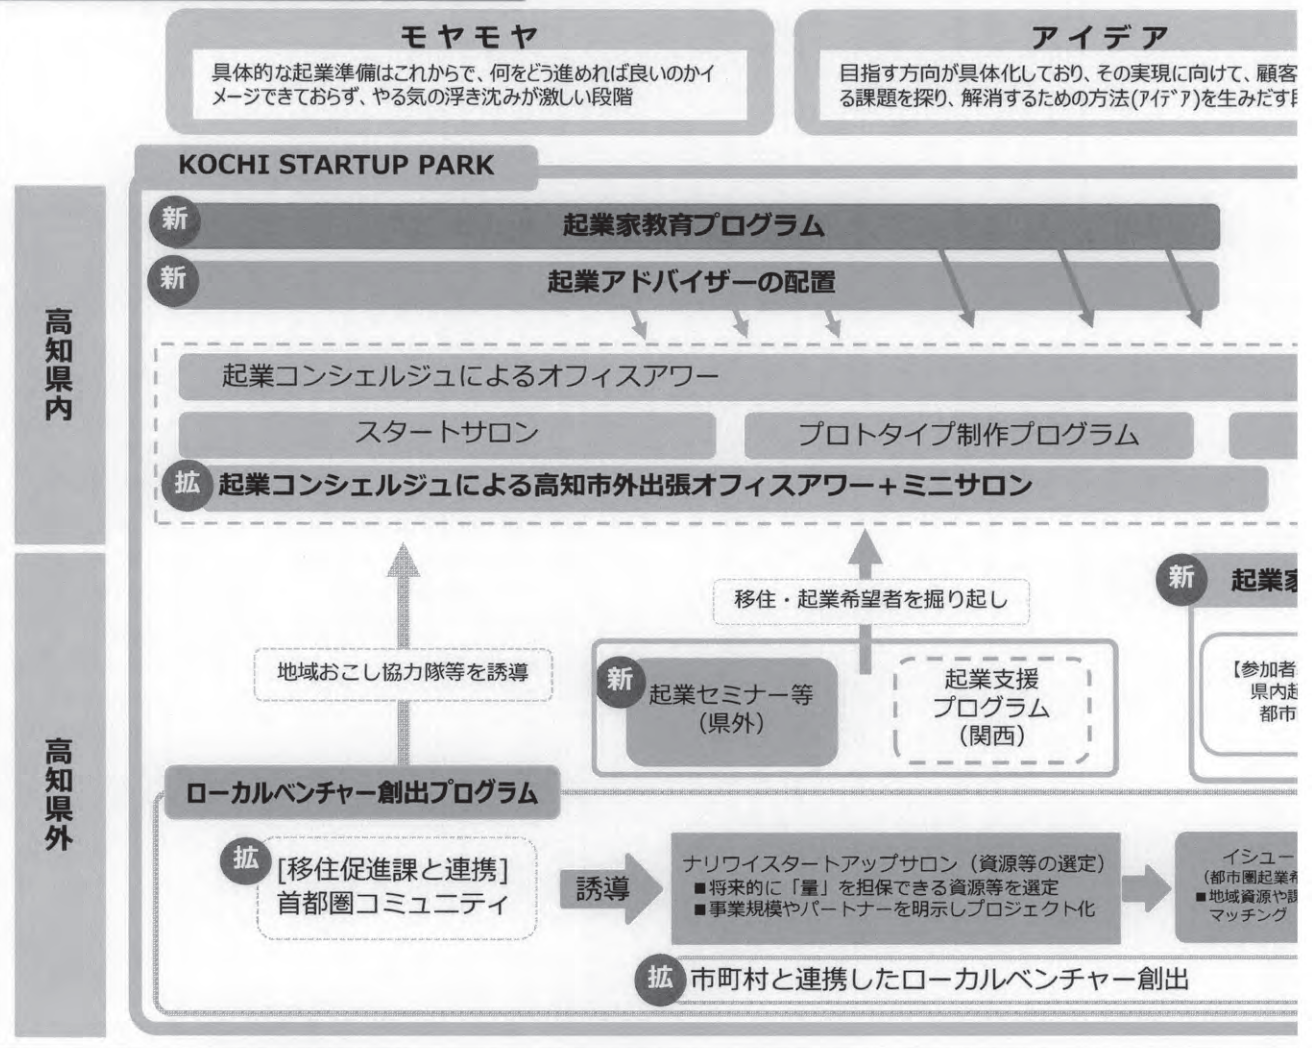 モヤモヤ
具体的な起業準備はこれからで、何をどう進めれば良いのかイ
メージできておらず、やる気の浮き沈みが激しい段階
アイデア
目指す方向が具体化しており、その実現に向けて、顧客
る課題を探り、解消するための方法(ｱｲﾃﾞｱ)を生みだす
KOCHI STARTUP PARK
高知県内
新
起業家教育プログラム
新
起業アドバイザーの配置
起業コンシェルジュによるオフィスアワー
スタートサロン
プロトタイプ制作プログラム
拡
起業コンシェルジュによる高知市外出張オフィスアワー＋ミニサロン
高知県外
地域おこし協力隊等を誘導
移住・起業希望者を掘り起し
新
起業セミナー等
（県外）
起業支援
プログラム
（関西）
新
起業家
【参加者
県内起
都市
ローカルベンチャー創出プログラム
拡
[移住促進課と連携]
首都圏コミュニティ
誘導
ナリワイスタートアップサロン（資源等の選定）
■将来的に「量」を担保できる資源等を選定
■事業規模やパートナーを明示しプロジェクト化
イシュー
（都市圏起業希
■地域資源や課
マッチング
拡
市町村と連携したローカルベンチャー創出